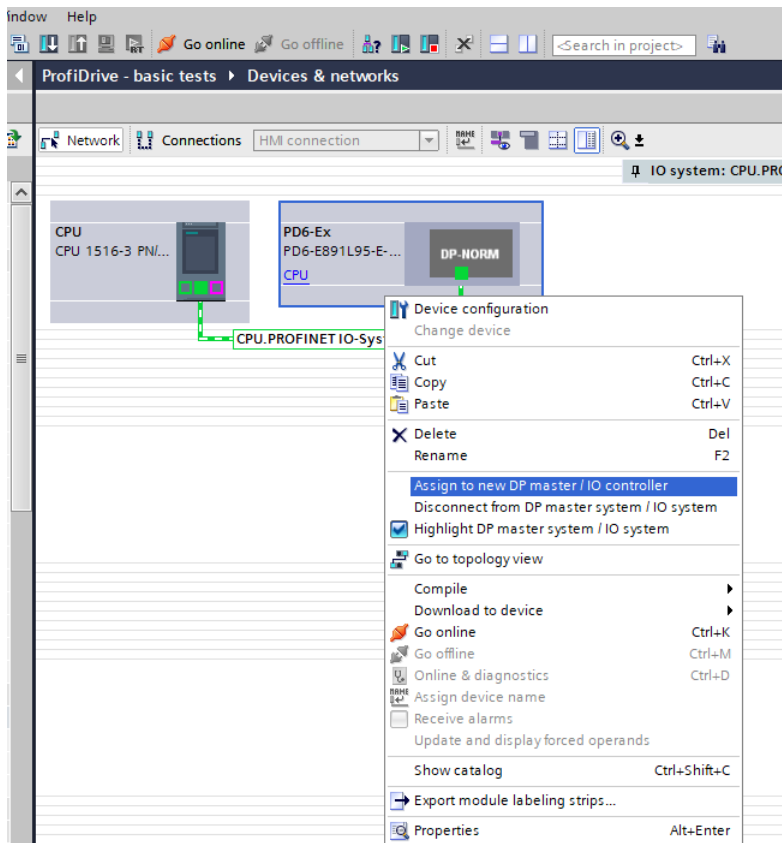 indow Help
RT Go online Go offline <Search in project>
ProfiDrive - basic tests Devices & networks
Network Connections HMI connection NAME
IO system: CPU.PRO
CPU
CPU 1516-3 PN/...
PD6-Ex
PD6-E891L95-E-...
CPU
DP-NORM
CPU.PROFINET IO-Sys
Device configuration
Change device
Cut Ctrl+X
Copy Ctrl+C
Paste Ctrl+V
Delete Del
Rename F2
Assign to new DP master / IO controller
Disconnect from DP master system / IO system
Highlight DP master system / IO system
Go to topology view
Compile
Download to device
Go online Ctrl+K
Go offline Ctrl+M
Online & diagnostics Ctrl+D
NAME Assign device name
Receive alarms
Update and display forced operands
Show catalog Ctrl+Shift+C
Export module labeling strips...
Properties Alt+Enter